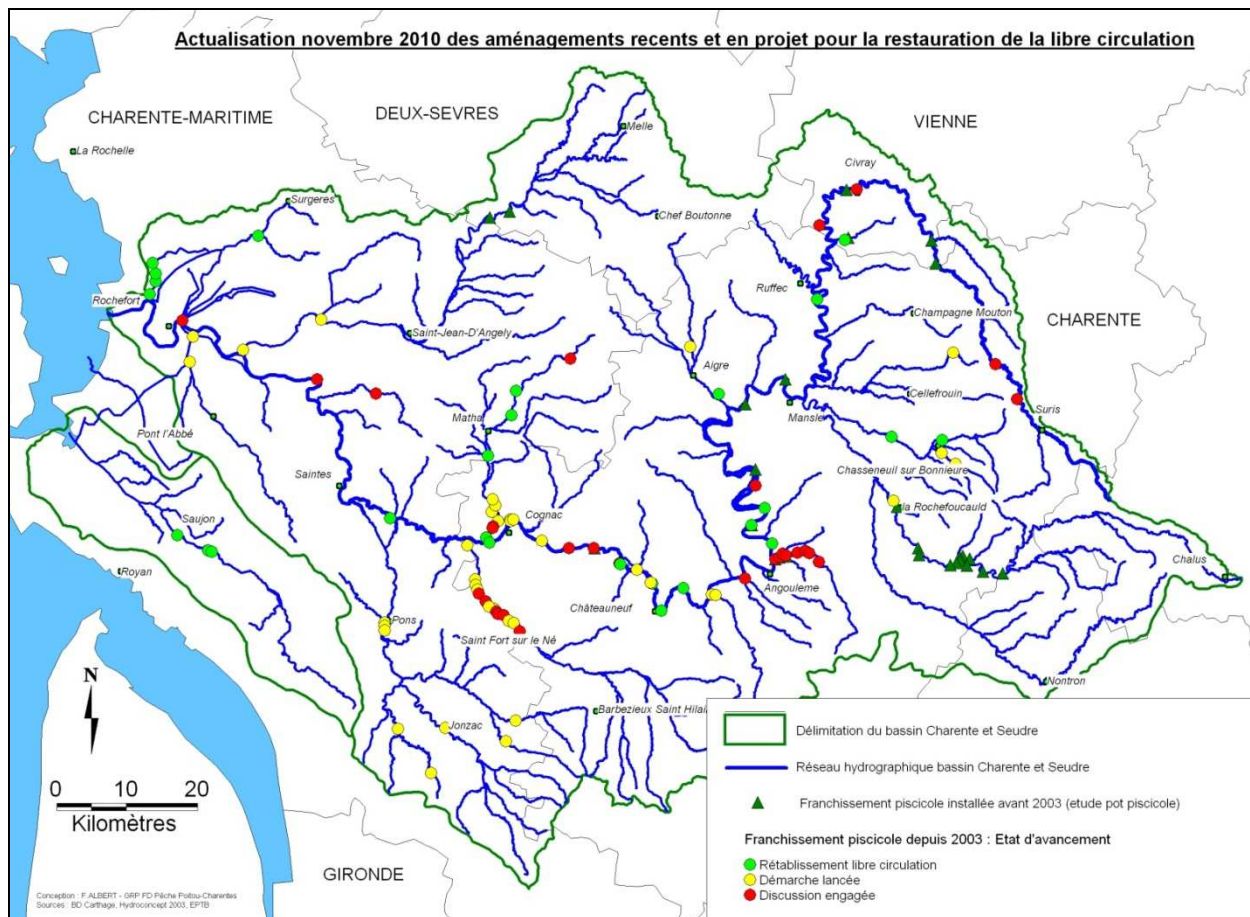 Actualisation novembre 2010 des aménagements recents et en projet pour la restauration de la libre circulation
CHARENTE-MARITIME
DEUX-SEVRES
VIENNE
La Rochelle
Melle
Civray
Surgeres
Chef Boutonne
Rochefort
Ruffec
Champagne Mouton
CHARENTE
Saint-Jean-D'Angely
Aigre
Cellefrouin
Mansle
Suris
Matha
Pont l'Abbé
Chasseneuil sur Bonnieure
Saintes
la Rochefoucauld
Cognac
Saujon
Royan
Chalus
Angouleme
Châteauneuf
Pons
Saint Fort sur le Né
Nontron
N
Barbezieux Saint Hilai
Jonzac
0 10 20
Kilomètres
GIRONDE
Délimitation du bassin Charente et Seudre
Réseau hydrographique bassin Charente et Seudre
Franchissement piscicole installée avant 2003 (etude pot piscicole)
Franchissement piscicole depuis 2003 : Etat d'avancement
Rétablissement libre circulation
Démarche lancée
Discussion engagée
Conception : F.ALBERT - GRP FD Pêche Poitou-Charentes
Sources : BD Carthage, Hydroconcept 2003, EPTB